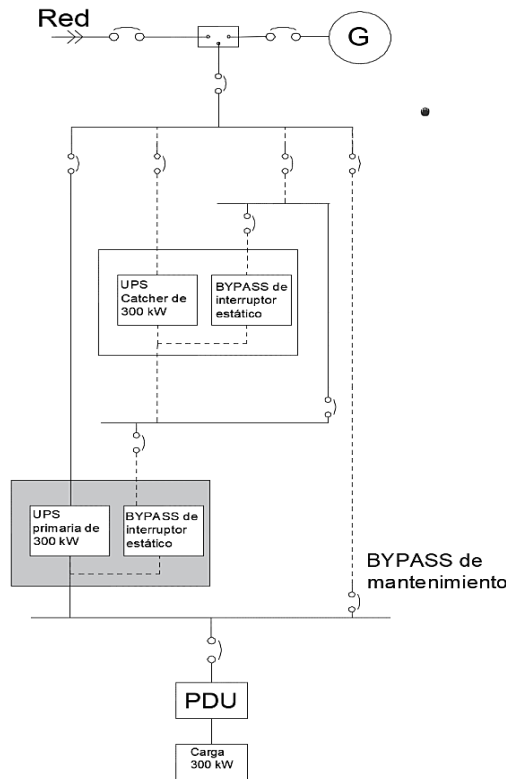 Red
G
UPS
Catcher de
300 kW
BYPASS de
interruptor
estático
UPS
primaria de
300 kW
BYPASS de
interruptor
estático
BYPASS de
mantenimiento
PDU
Carga
300 kW